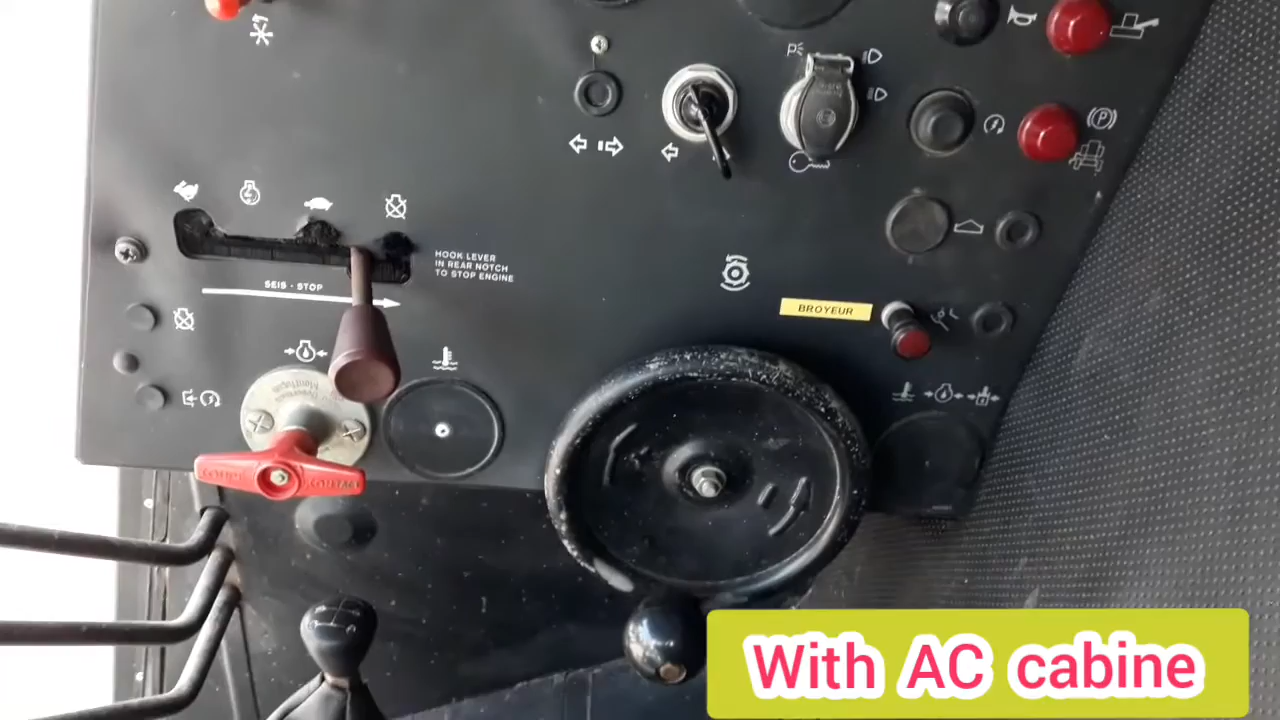 HOOK LEVER
IN REAR NOTCH
TO STOP ENGINE
SEIS - STOP
BROYEUR
With AC cabine